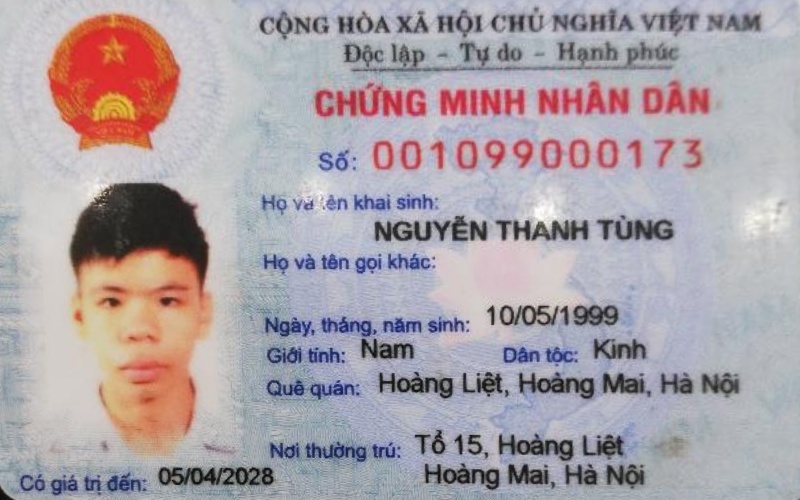 CỘNG HÒA XÃ HỘI CHỦ NGHĨA VIỆT NAM
Độc lập - Tự do - Hạnh phúc
CHỨNG MINH NHÂN DÂN
Số: 001099000173
Họ và tên khai sinh:
NGUYỄN THANH TÙNG
Họ và tên gọi khác:
Ngày, tháng, năm sinh: 10/05/1999
Giới tính: Nam Dân tộc: Kinh
Quê quán: Hoàng Liệt, Hoàng Mai, Hà Nội
Nơi thường trú: Tổ 15, Hoàng Liệt
Hoàng Mai, Hà Nội
Có giá trị đến: 05/04/2028